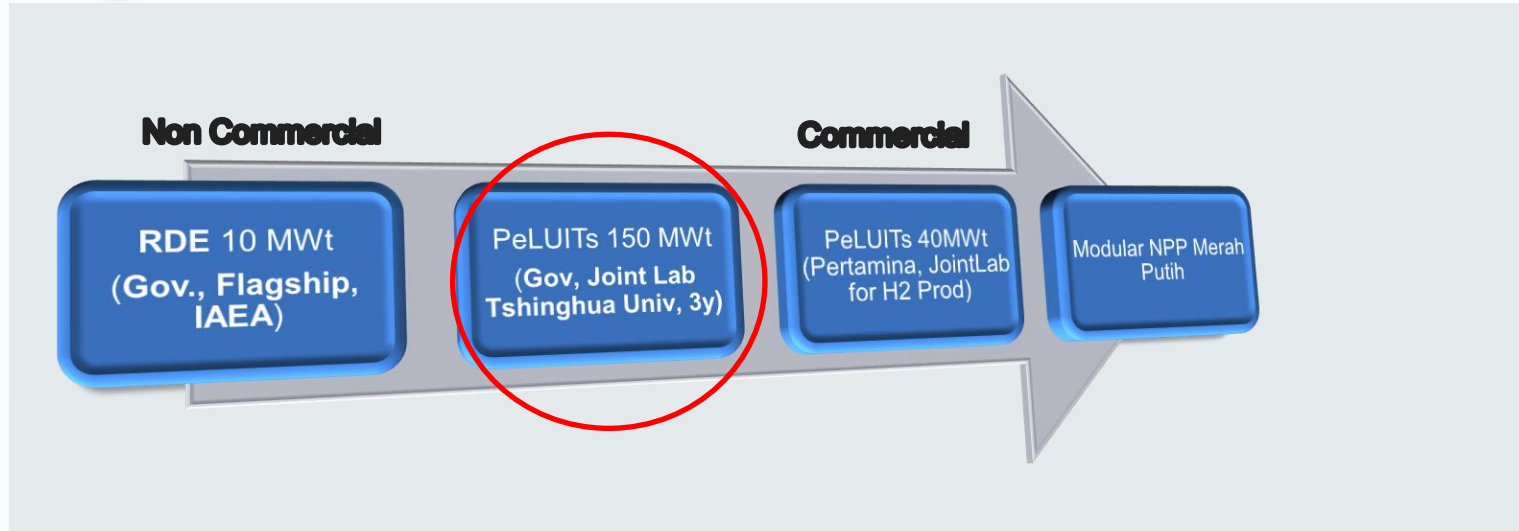 Non Commercial
Commercial
RDE 10 MWt
(Gov., Flagship,
IAEA)
PeLUITs 150 MWt
(Gov, Joint Lab
Tshinghua Univ, 3y)
PeLUITs 40MWt
(Pertamina, JointLab
for H2 Prod)
Modular NPP Merah
Putih